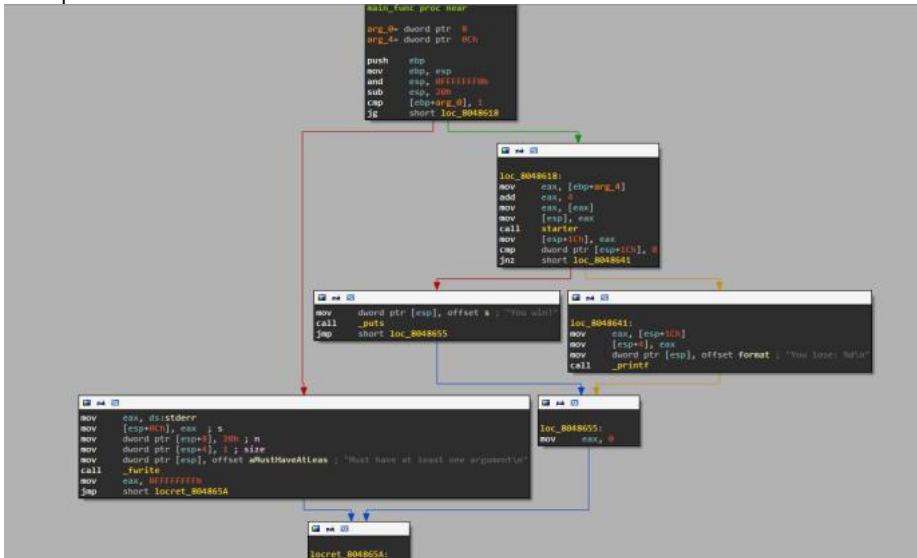 main_func proc near
arg_0= dword ptr 8
arg_4= dword ptr 0Ch
push ebp
mov ebp, esp
and esp, 0FFFFFFF0h
sub esp, 20h
cmp [ebp+arg_0], 1
jg short loc_8048618
loc_8048618:
mov eax, [ebp+arg_4]
add eax, 4
mov eax, [eax]
mov [esp], eax
call starter
mov [esp+1Ch], eax
cmp dword ptr [esp+1Ch], 0
jnz short loc_8048641
mov dword ptr [esp], offset s ; "You win!"
call _puts
jmp short loc_8048655
loc_8048641:
mov eax, [esp+1Ch]
mov [esp+4], eax
mov dword ptr [esp], offset format ; "You lose: %d\n"
call _printf
mov eax, ds:stderr
mov [esp+0Ch], eax ; s
mov dword ptr [esp+8], 20h ; n
mov dword ptr [esp+4], 1 ; size
mov dword ptr [esp], offset aMustHaveAtLeas ; "Must have at least one argument\n"
call _fwrite
mov eax, 0FFFFFFFFh
jmp short locret_804865A
loc_8048655:
mov eax, 0
locret_804865A: